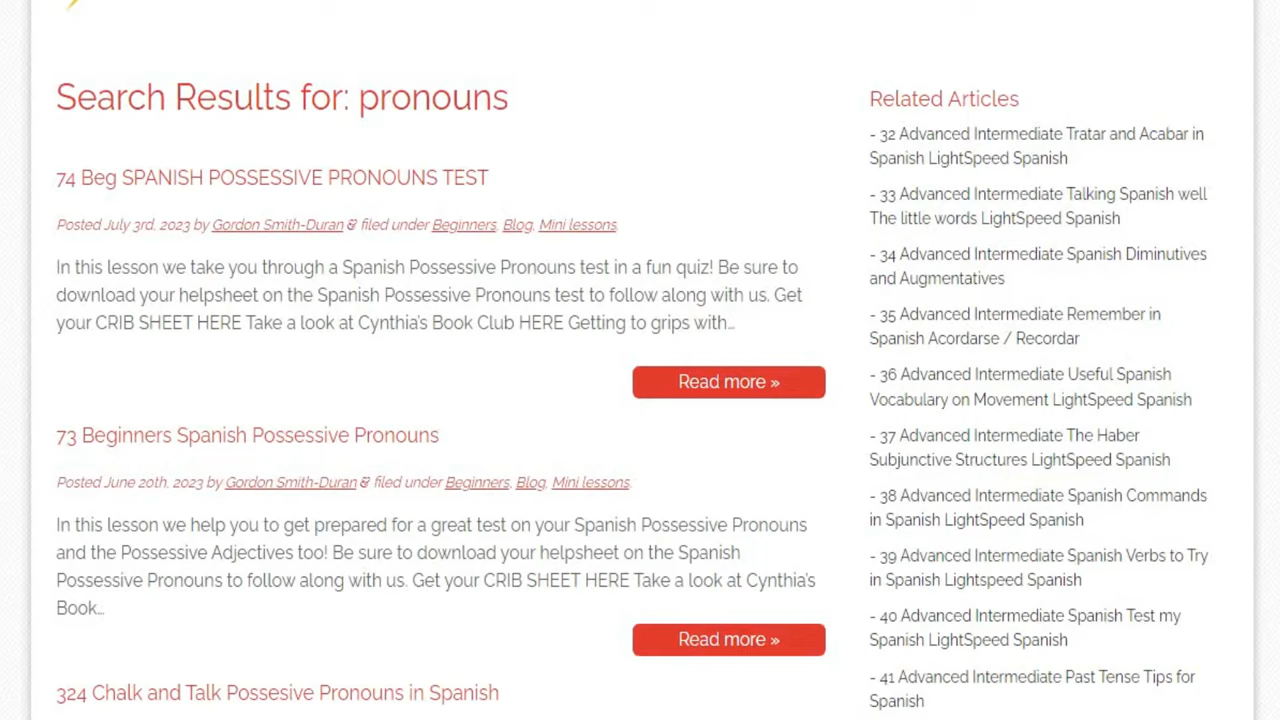 Search Results for: pronouns
74 Beg SPANISH POSSESSIVE PRONOUNS TEST
Posted July 3rd, 2023 by Gordon Smith-Duran & filed under Beginners, Blog, Mini lessons.
In this lesson we take you through a Spanish Possessive Pronouns test in a fun quiz! Be sure to
download your helpsheet on the Spanish Possessive Pronouns test to follow along with us. Get
your CRIB SHEET HERE Take a look at Cynthia's Book Club HERE Getting to grips with...
Read more »
73 Beginners Spanish Possessive Pronouns
Posted June 20th, 2023 by Gordon Smith-Duran & filed under Beginners, Blog, Mini lessons.
In this lesson we help you to get prepared for a great test on your Spanish Possessive Pronouns
and the Possessive Adjectives too! Be sure to download your helpsheet on the Spanish
Possessive Pronouns to follow along with us. Get your CRIB SHEET HERE Take a look at Cynthia's
Book...
Read more »
324 Chalk and Talk Possesive Pronouns in Spanish
Related Articles
- 32 Advanced Intermediate Tratar and Acabar in
Spanish LightSpeed Spanish
- 33 Advanced Intermediate Talking Spanish well
The little words LightSpeed Spanish
- 34 Advanced Intermediate Spanish Diminutives
and Augmentatives
- 35 Advanced Intermediate Remember in
Spanish Acordarse / Recordar
- 36 Advanced Intermediate Useful Spanish
Vocabulary on Movement LightSpeed Spanish
- 37 Advanced Intermediate The Haber
Subjunctive Structures LightSpeed Spanish
- 38 Advanced Intermediate Spanish Commands
in Spanish LightSpeed Spanish
- 39 Advanced Intermediate Spanish Verbs to Try
in Spanish Lightspeed Spanish
- 40 Advanced Intermediate Spanish Test my
Spanish LightSpeed Spanish
- 41 Advanced Intermediate Past Tense Tips for
Spanish